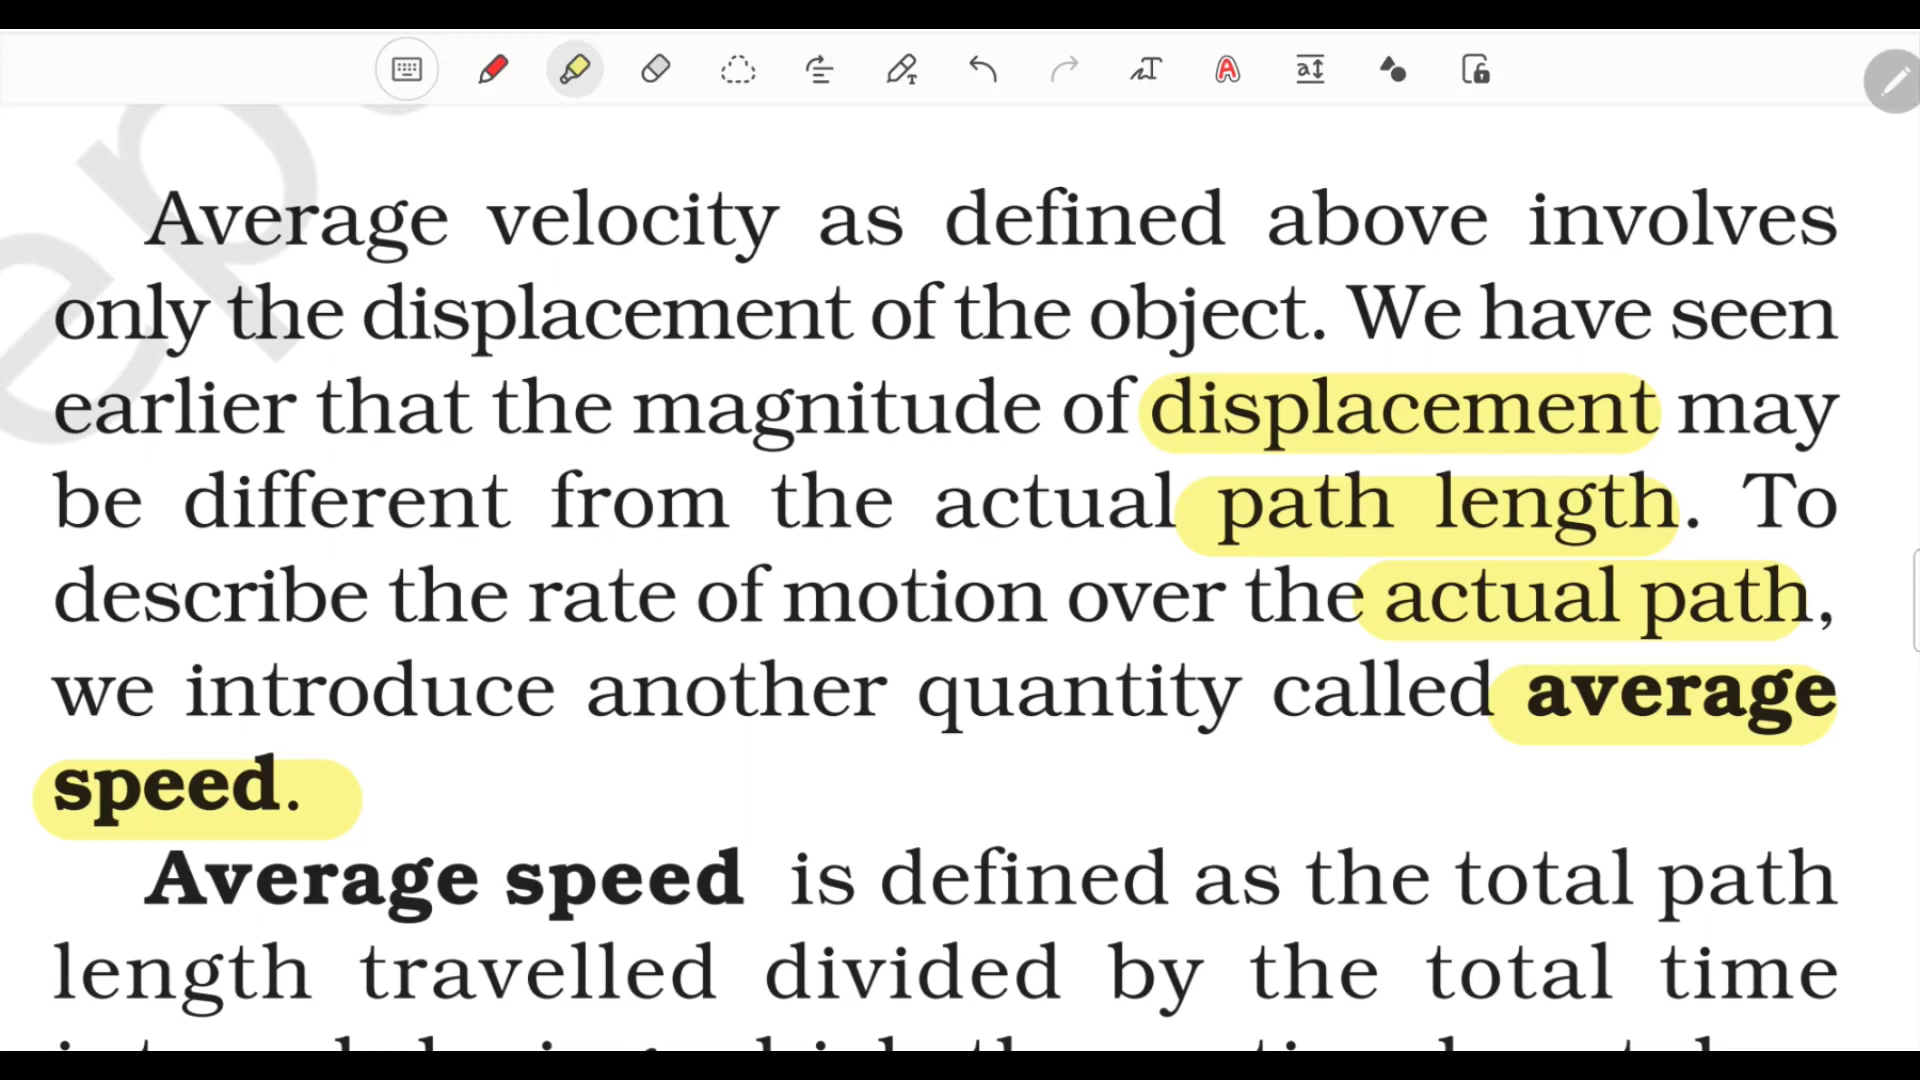 Average velocity as defined above involves
only the displacement of the object. We have seen
earlier that the magnitude of displacement may
be different from the actual path length. To
describe the rate of motion over the actual path,
we introduce another quantity called average
speed.
Average speed is defined as the total path
length travelled divided by the total time